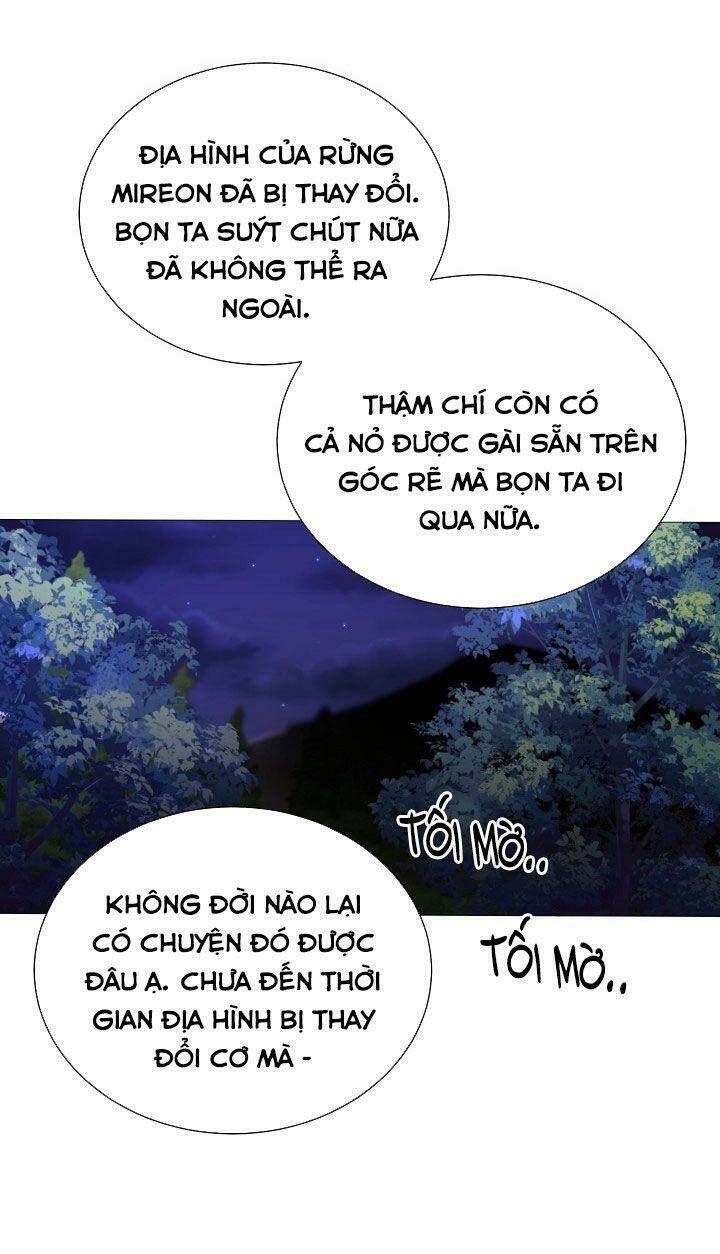 ĐỊA HÌNH CỦA RỪNG
MIREON ĐÃ BỊ THAY ĐỔI.
BỌN TA SUÝT CHÚT NỮA
ĐÃ KHÔNG THỂ RA
NGOÀI.
THẬM CHÍ CÒN CÓ
CẢ NỎ ĐƯỢC GÀI SẴN TRÊN
GÓC RẼ MÀ BỌN TA ĐI
QUA NỮA.
TỐI MỜ..
KHÔNG ĐỜI NÀO LẠI
CÓ CHUYỆN ĐÓ ĐƯỢC
ĐÂU Ạ. CHƯA ĐẾN THỜI
GIAN ĐỊA HÌNH BỊ THAY
ĐỔI CƠ MÀ -
TỐI MỜ..